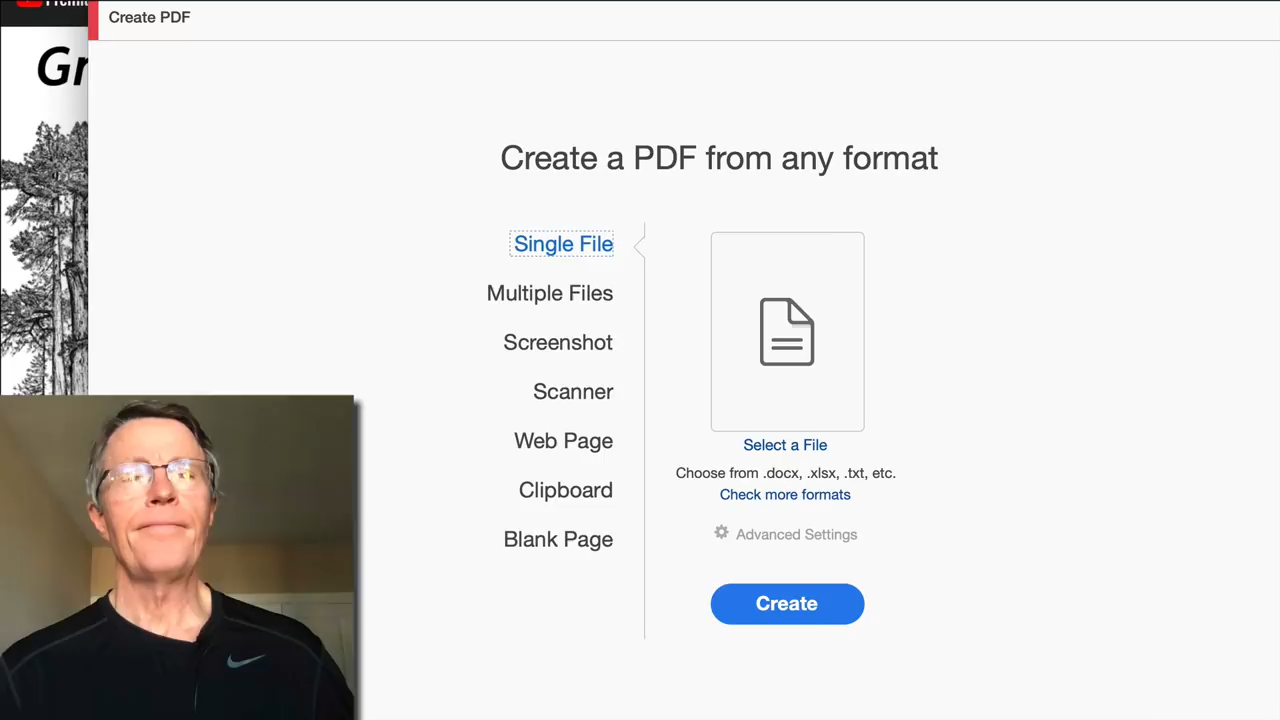 Create PDF
Gr
Create a PDF from any format
Single File
Multiple Files
Screenshot
Scanner
Web Page
Clipboard
Blank Page
Select a File
Choose from .docx, .xlsx, .txt, etc.
Check more formats
Advanced Settings
Create